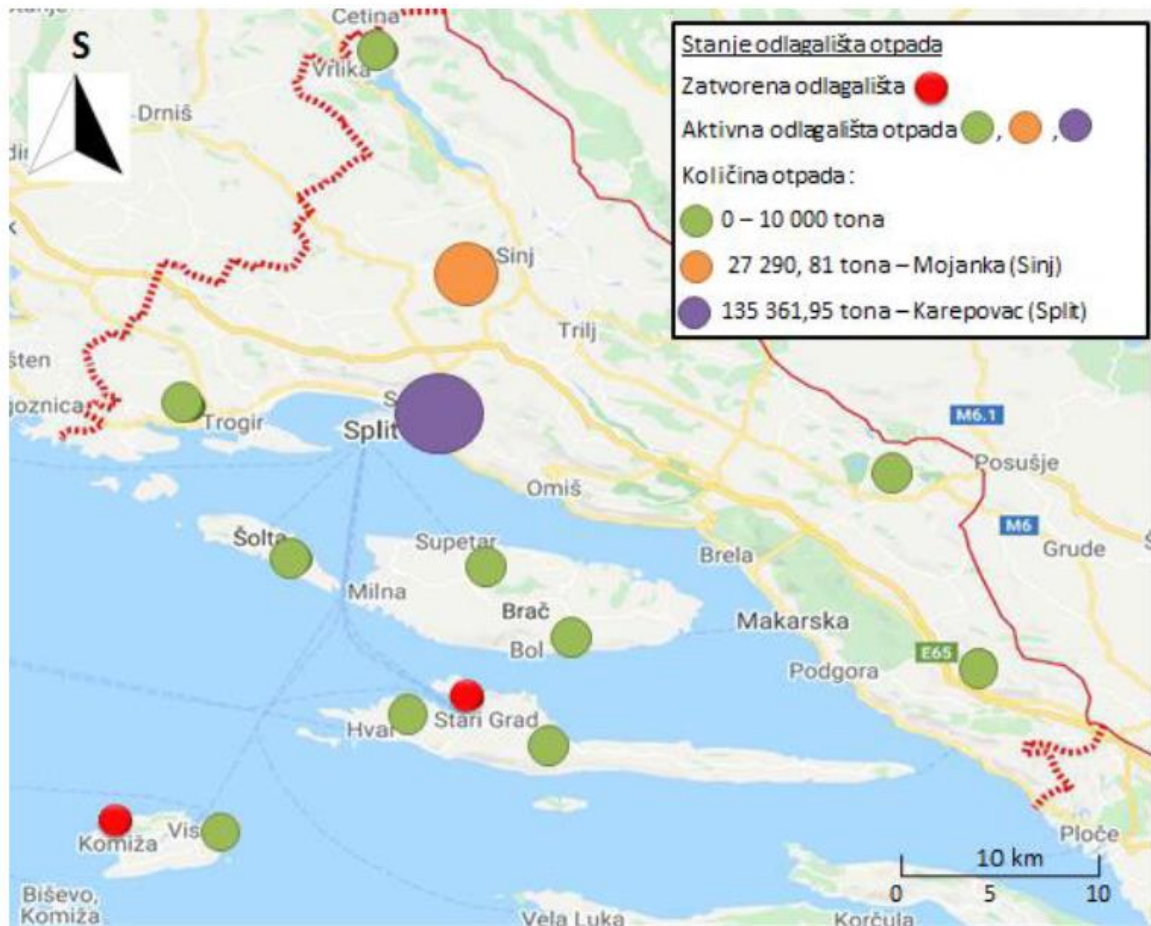 Cetina
S
Vrlika
Drniš
Sinj
Trilj
Trogir
Split
Omiš
M6.1
Posušje
M6
Grude
Šolta
Supetar
Brela
Milna
Brač
Makarska
Bol
E65
Podgora
Hvar
Stari Grad
Komiža
Vis
Ploče
Biševo,
Komiža
Vela Luka
Korčula
Stanje odlagališta otpada
Zatvorena odlagališta
Aktivna odlagališta otpada , ,
Količina otpada :
0 – 10 000 tona
27 290, 81 tona – Mojanka (Sinj)
135 361,95 tona – Karepovac (Split)
10 km
0 5 10